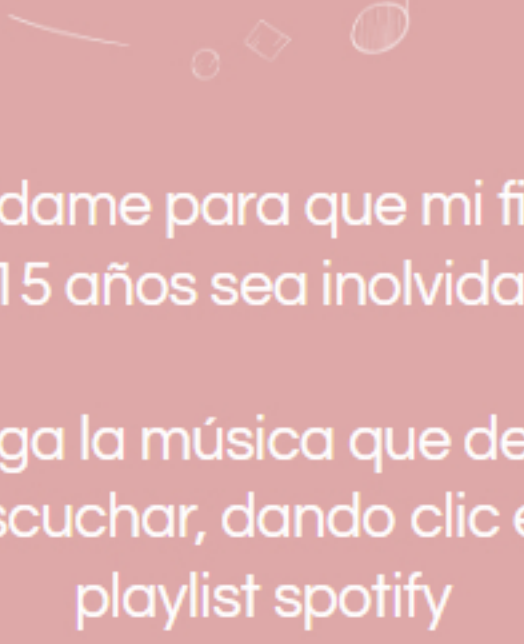 dame para que mi fi
15 años sea inolvida
ga la música que de
scuchar, dando clic e
playlist spotify